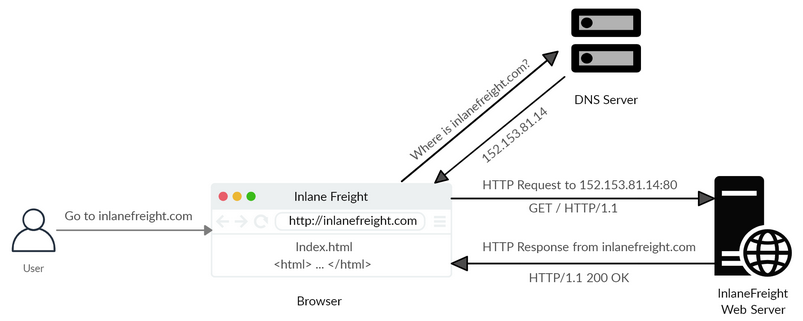 Where is inlanefreight.com?
152.153.81.14
DNS Server
Go to inlanefreight.com
User
Inlane Freight
http://inlanefreight.com
Index.html
<html> ... </html>
Browser
HTTP Request to 152.153.81.14:80
GET / HTTP/1.1
HTTP Response from inlanefreight.com
HTTP/1.1 200 OK
InlaneFreight
Web Server